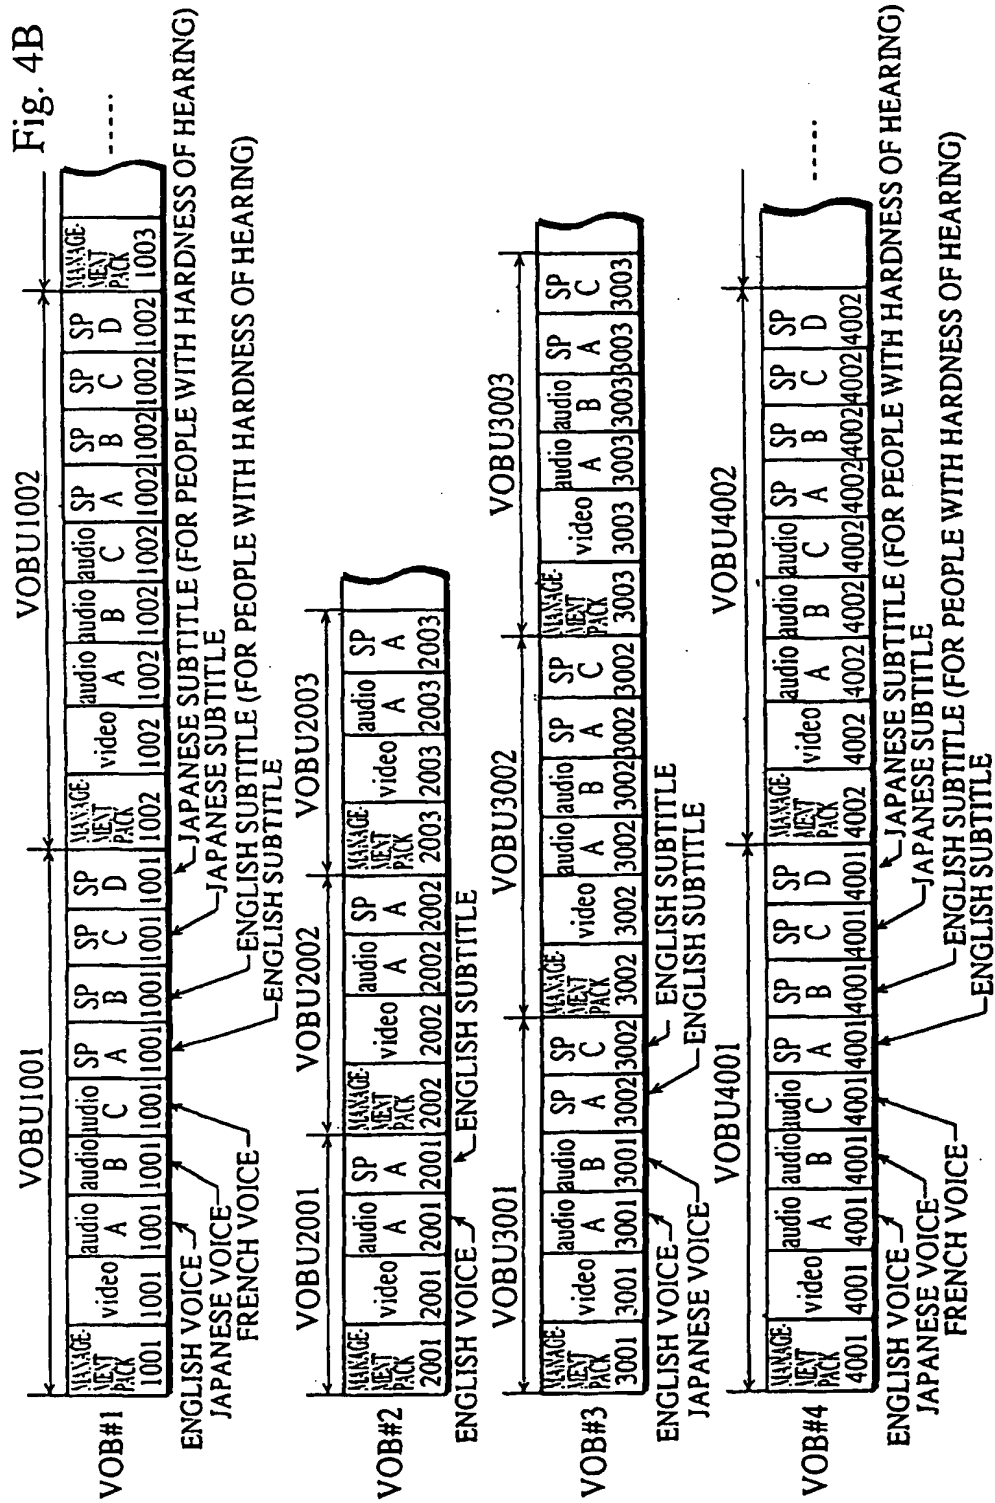 Fig. 4B
VOB#1
VOBU1001
VOBU1002
-----
MANAGE-
MENT
PACK
1001
video
1001
audio
A
1001
audio
B
1001
audio
C
1001
SP
A
1001
SP
B
1001
SP
C
1001
SP
D
1001
MANAGE-
MENT
PACK
1002
video
1002
audio
A
1002
audio
B
1002
audio
C
1002
SP
A
1002
SP
B
1002
SP
C
1002
SP
D
1002
MANAGE-
MENT
PACK
1003
ENGLISH VOICE
JAPANESE VOICE
FRENCH VOICE
JAPANESE SUBTITLE (FOR PEOPLE WITH HARDNESS OF HEARING)
JAPANESE SUBTITLE
ENGLISH SUBTITLE (FOR PEOPLE WITH HARDNESS OF HEARING)
ENGLISH SUBTITLE
VOB#2
VOBU2001
VOBU2002
VOBU2003
MANAGE-
MENT
PACK
2001
video
2001
audio
A
2001
SP
A
2001
MANAGE-
MENT
PACK
2002
video
2002
audio
A
2002
SP
A
2002
MANAGE-
MENT
PACK
2003
video
2003
audio
A
2003
SP
A
2003
ENGLISH VOICE
ENGLISH SUBTITLE
VOB#3
VOBU3001
VOBU3002
VOBU3003
MANAGE-
MENT
PACK
3001
video
3001
audio
A
3001
audio
B
3001
SP
A
3002
SP
C
3002
MANAGE-
MENT
PACK
3002
video
3002
audio
A
3002
audio
B
3002
SP
A
3002
SP
C
3002
MANAGE-
MENT
PACK
3003
video
3003
audio
A
3003
audio
B
3003
SP
A
3003
SP
C
3003
ENGLISH VOICE
JAPANESE VOICE
ENGLISH SUBTITLE
ENGLISH SUBTITLE
VOB#4
VOBU4001
VOBU4002
-----
MANAGE-
MENT
PACK
4001
video
4001
audio
A
4001
audio
B
4001
audio
C
4001
SP
A
4001
SP
B
4001
SP
C
4001
SP
D
4001
MANAGE-
MENT
PACK
4002
video
4002
audio
A
4002
audio
B
4002
audio
C
4002
SP
A
4002
SP
B
4002
SP
C
4002
SP
D
4002
ENGLISH VOICE
JAPANESE VOICE
FRENCH VOICE
JAPANESE SUBTITLE (FOR PEOPLE WITH HARDNESS OF HEARING)
JAPANESE SUBTITLE
ENGLISH SUBTITLE (FOR PEOPLE WITH HARDNESS OF HEARING)
ENGLISH SUBTITLE